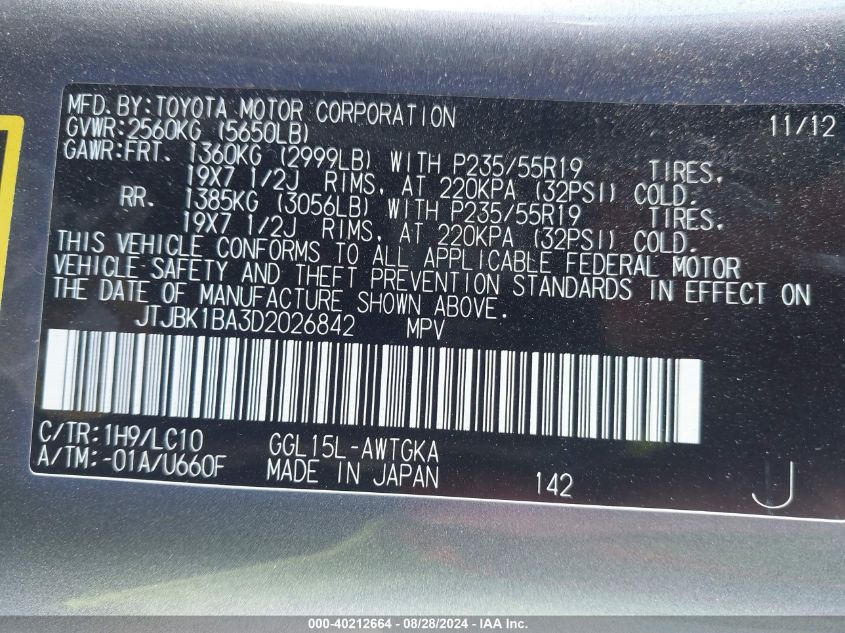 MFD. BY: TOYOTA MOTOR CORPORATION 11/12
GVWR: 2560KG (5650LB)
GAWR: FRT. 1360KG (2999LB) WITH P235/55R19 TIRES,
19X7 1/2J RIMS, AT 220KPA (32PSI) COLD.
RR. 1385KG (3056LB) WITH P235/55R19 TIRES,
19X7 1/2J RIMS, AT 220KPA (32PSI) COLD.
THIS VEHICLE CONFORMS TO ALL APPLICABLE FEDERAL MOTOR
VEHICLE SAFETY AND THEFT PREVENTION STANDARDS IN EFFECT ON
THE DATE OF MANUFACTURE SHOWN ABOVE.
JTJBK1BA3D2026842 MPV
C/TR: 1H9/LC10 GGL15L-AWTGKA
A/TM: -01A/U660F MADE IN JAPAN 142 J
000-40212664 - 08/28/2024 - IAA Inc.